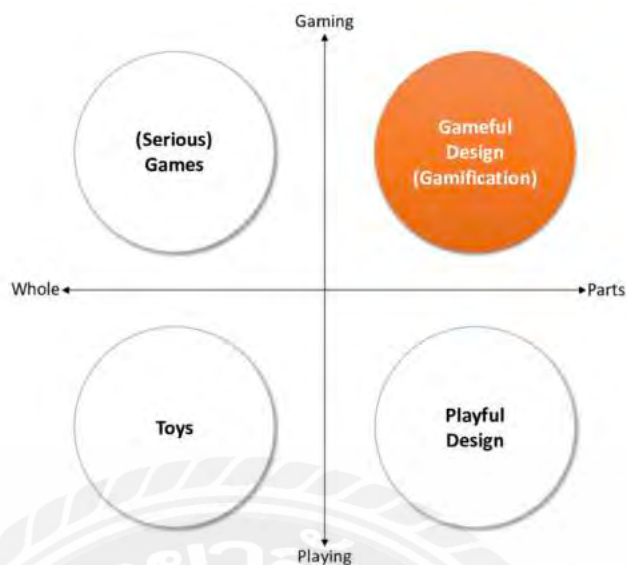 Gaming
(Serious)
Games
Gameful
Design
(Gamification)
Whole
Parts
Toys
Playful
Design
Playing